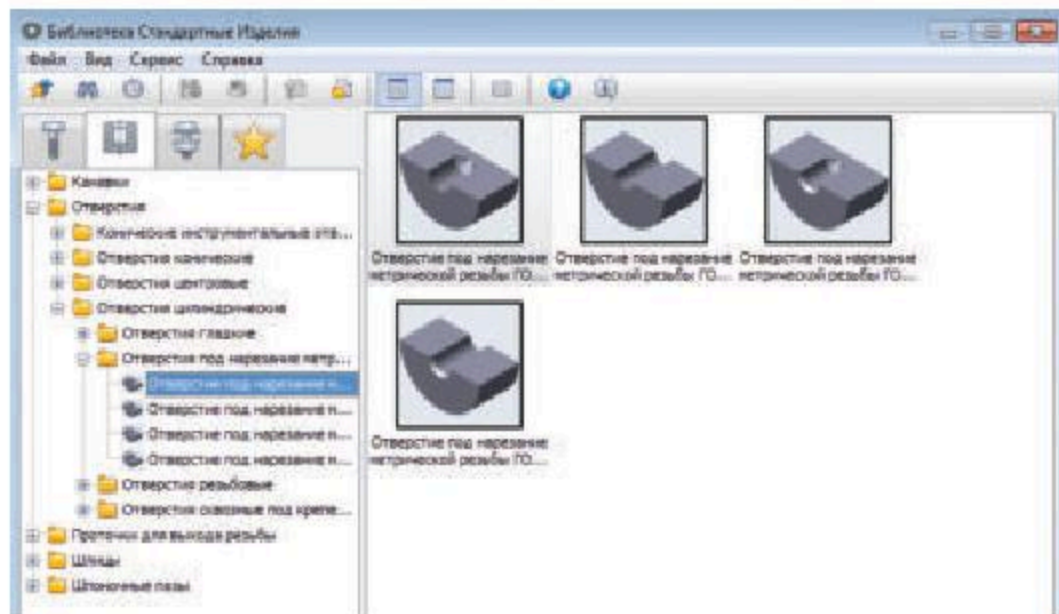 Библиотека Стандартные Изделия
Файл Вид Сервис Справка
Канавки
Отверстия
Конические инструментальные отв...
Отверстия конические
Отверстия центровые
Отверстия цилиндрические
Отверстия гладкие
Отверстия под нарезание метр...
Отверстие под нарезание м...
Отверстие под нарезание м...
Отверстие под нарезание м...
Отверстие под нарезание м...
Отверстия резьбовые
Отверстия сквозные под крепе...
Проточки для выхода резьбы
Шлицы
Шпоночные пазы
Отверстие под нарезание
метрической резьбы ГО...
Отверстие под нарезание
метрической резьбы ГО...
Отверстие под нарезание
метрической резьбы ГО...
Отверстие под нарезание
метрической резьбы ГО...